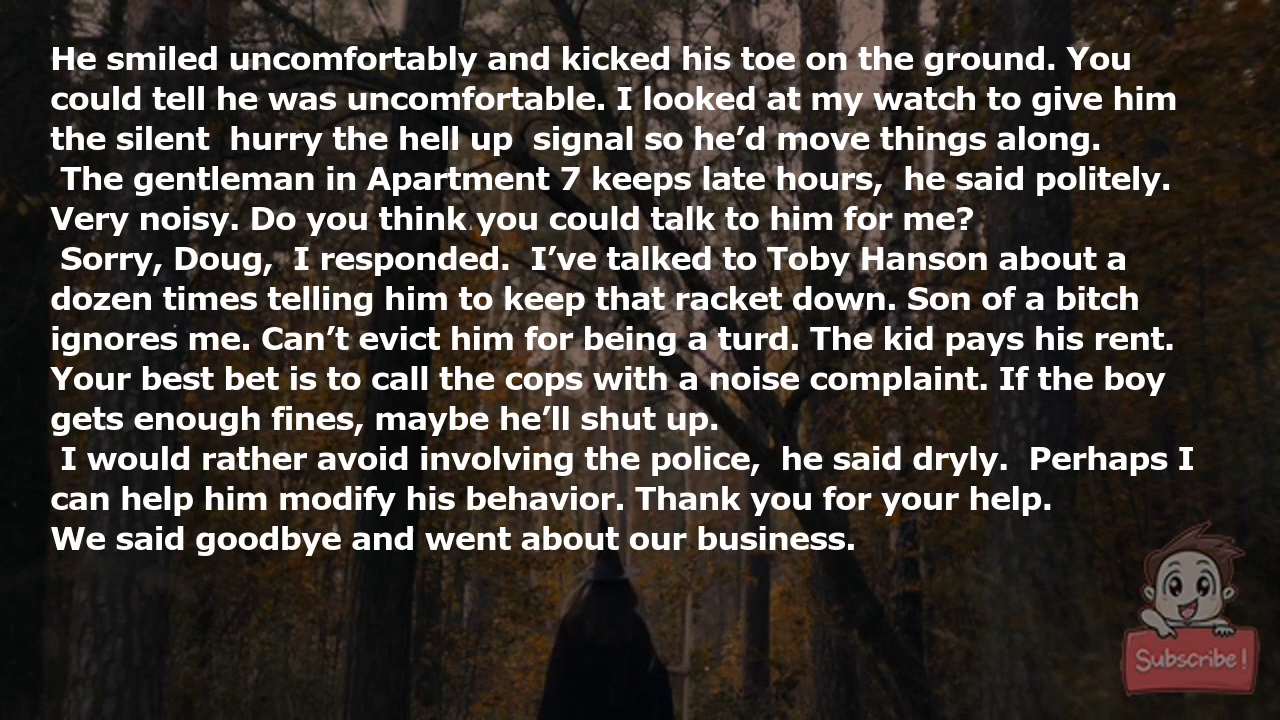 He smiled uncomfortably and kicked his toe on the ground. You
could tell he was uncomfortable. I looked at my watch to give him
the silent  hurry the hell up  signal so he’d move things along.
The gentleman in Apartment 7 keeps late hours,  he said politely.
Very noisy. Do you think you could talk to him for me?
Sorry, Doug,  I responded.  I’ve talked to Toby Hanson about a
dozen times telling him to keep that racket down. Son of a bitch
ignores me. Can’t evict him for being a turd. The kid pays his rent.
Your best bet is to call the cops with a noise complaint. If the boy
gets enough fines, maybe he’ll shut up.
I would rather avoid involving the police,  he said dryly.  Perhaps I
can help him modify his behavior. Thank you for your help.
We said goodbye and went about our business.
Subscribe!